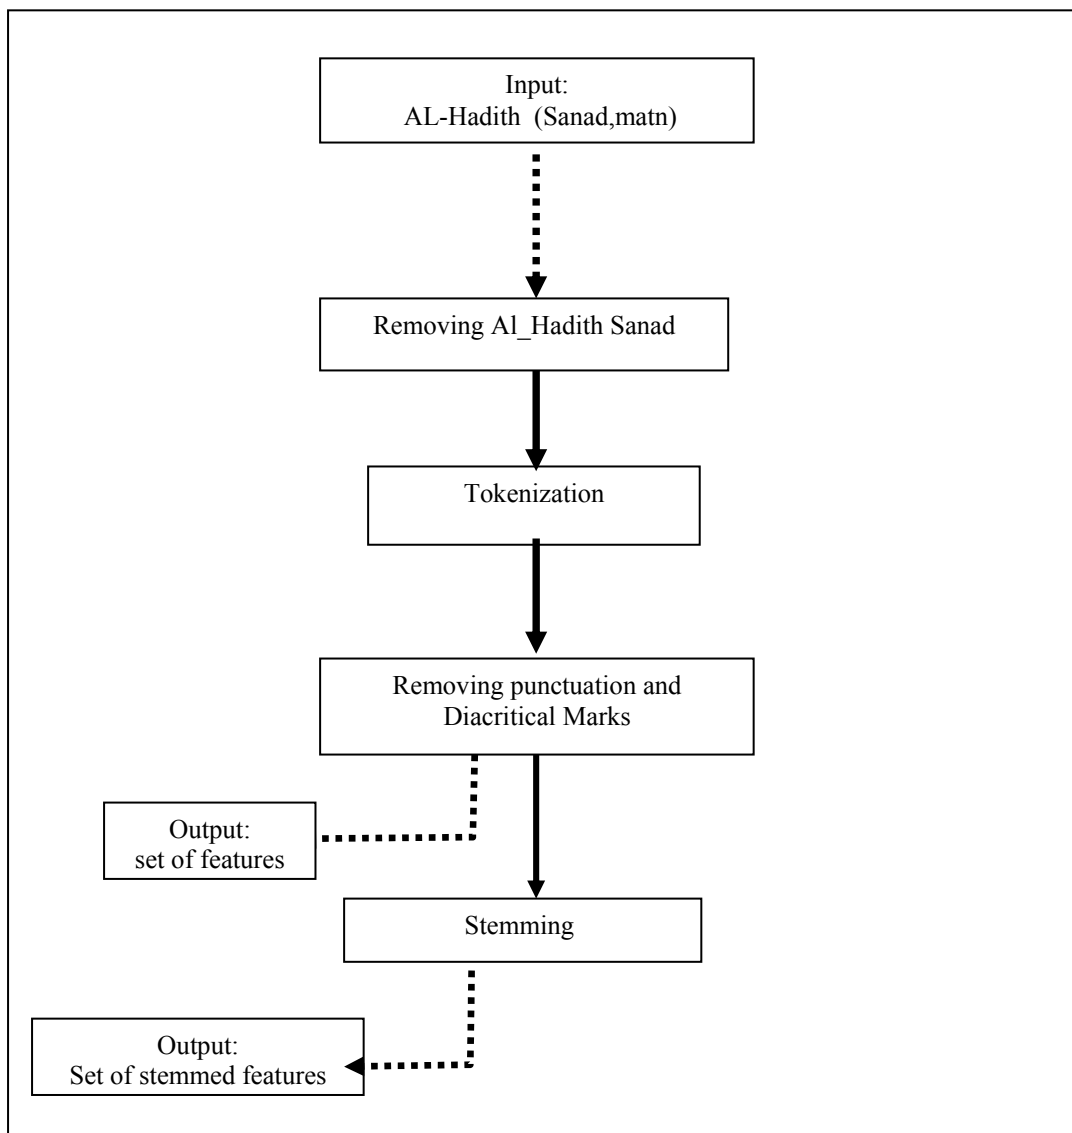 Input:
AL-Hadith (Sanad,matn)
Removing Al_Hadith Sanad
Tokenization
Removing punctuation and
Diacritical Marks
Output:
set of features
Stemming
Output:
Set of stemmed features